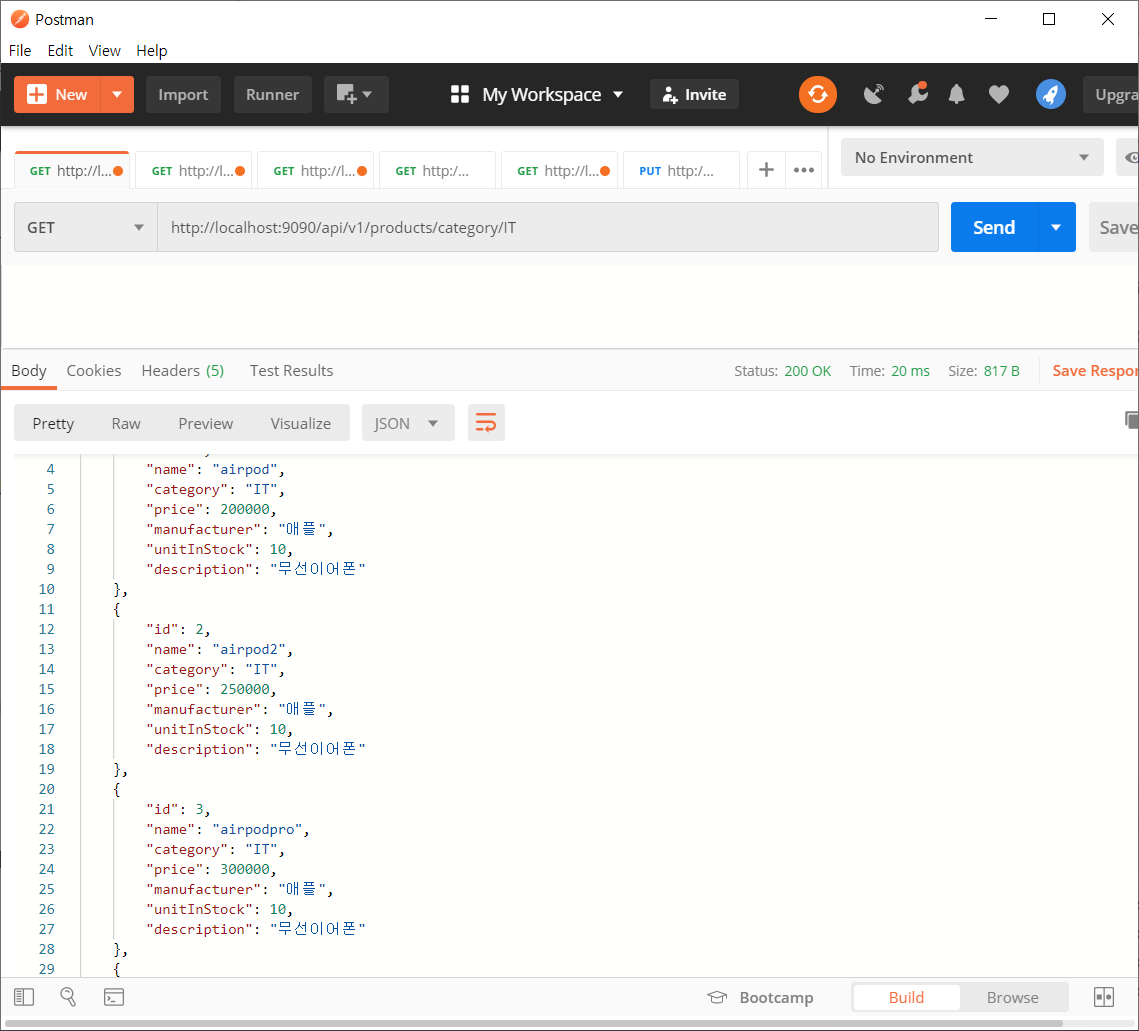 Postman
File Edit View Help
New Import Runner My Workspace Invite Upgra
GET http://l... GET http://l... GET http://l... GET http:/... GET http://l... PUT http:/... No Environment
GET http://localhost:9090/api/v1/products/category/IT Send Save
Body Cookies Headers (5) Test Results Status: 200 OK Time: 20 ms Size: 817 B Save Respon
Pretty Raw Preview Visualize JSON
4 "name": "airpod",
5 "category": "IT",
6 "price": 200000,
7 "manufacturer": "애플",
8 "unitInStock": 10,
9 "description": "무선이어폰"
10 },
11 {
12 "id": 2,
13 "name": "airpod2",
14 "category": "IT",
15 "price": 250000,
16 "manufacturer": "애플",
17 "unitInStock": 10,
18 "description": "무선이어폰"
19 },
20 {
21 "id": 3,
22 "name": "airpodpro",
23 "category": "IT",
24 "price": 300000,
25 "manufacturer": "애플",
26 "unitInStock": 10,
27 "description": "무선이어폰"
28 },
29 {
Bootcamp Build Browse